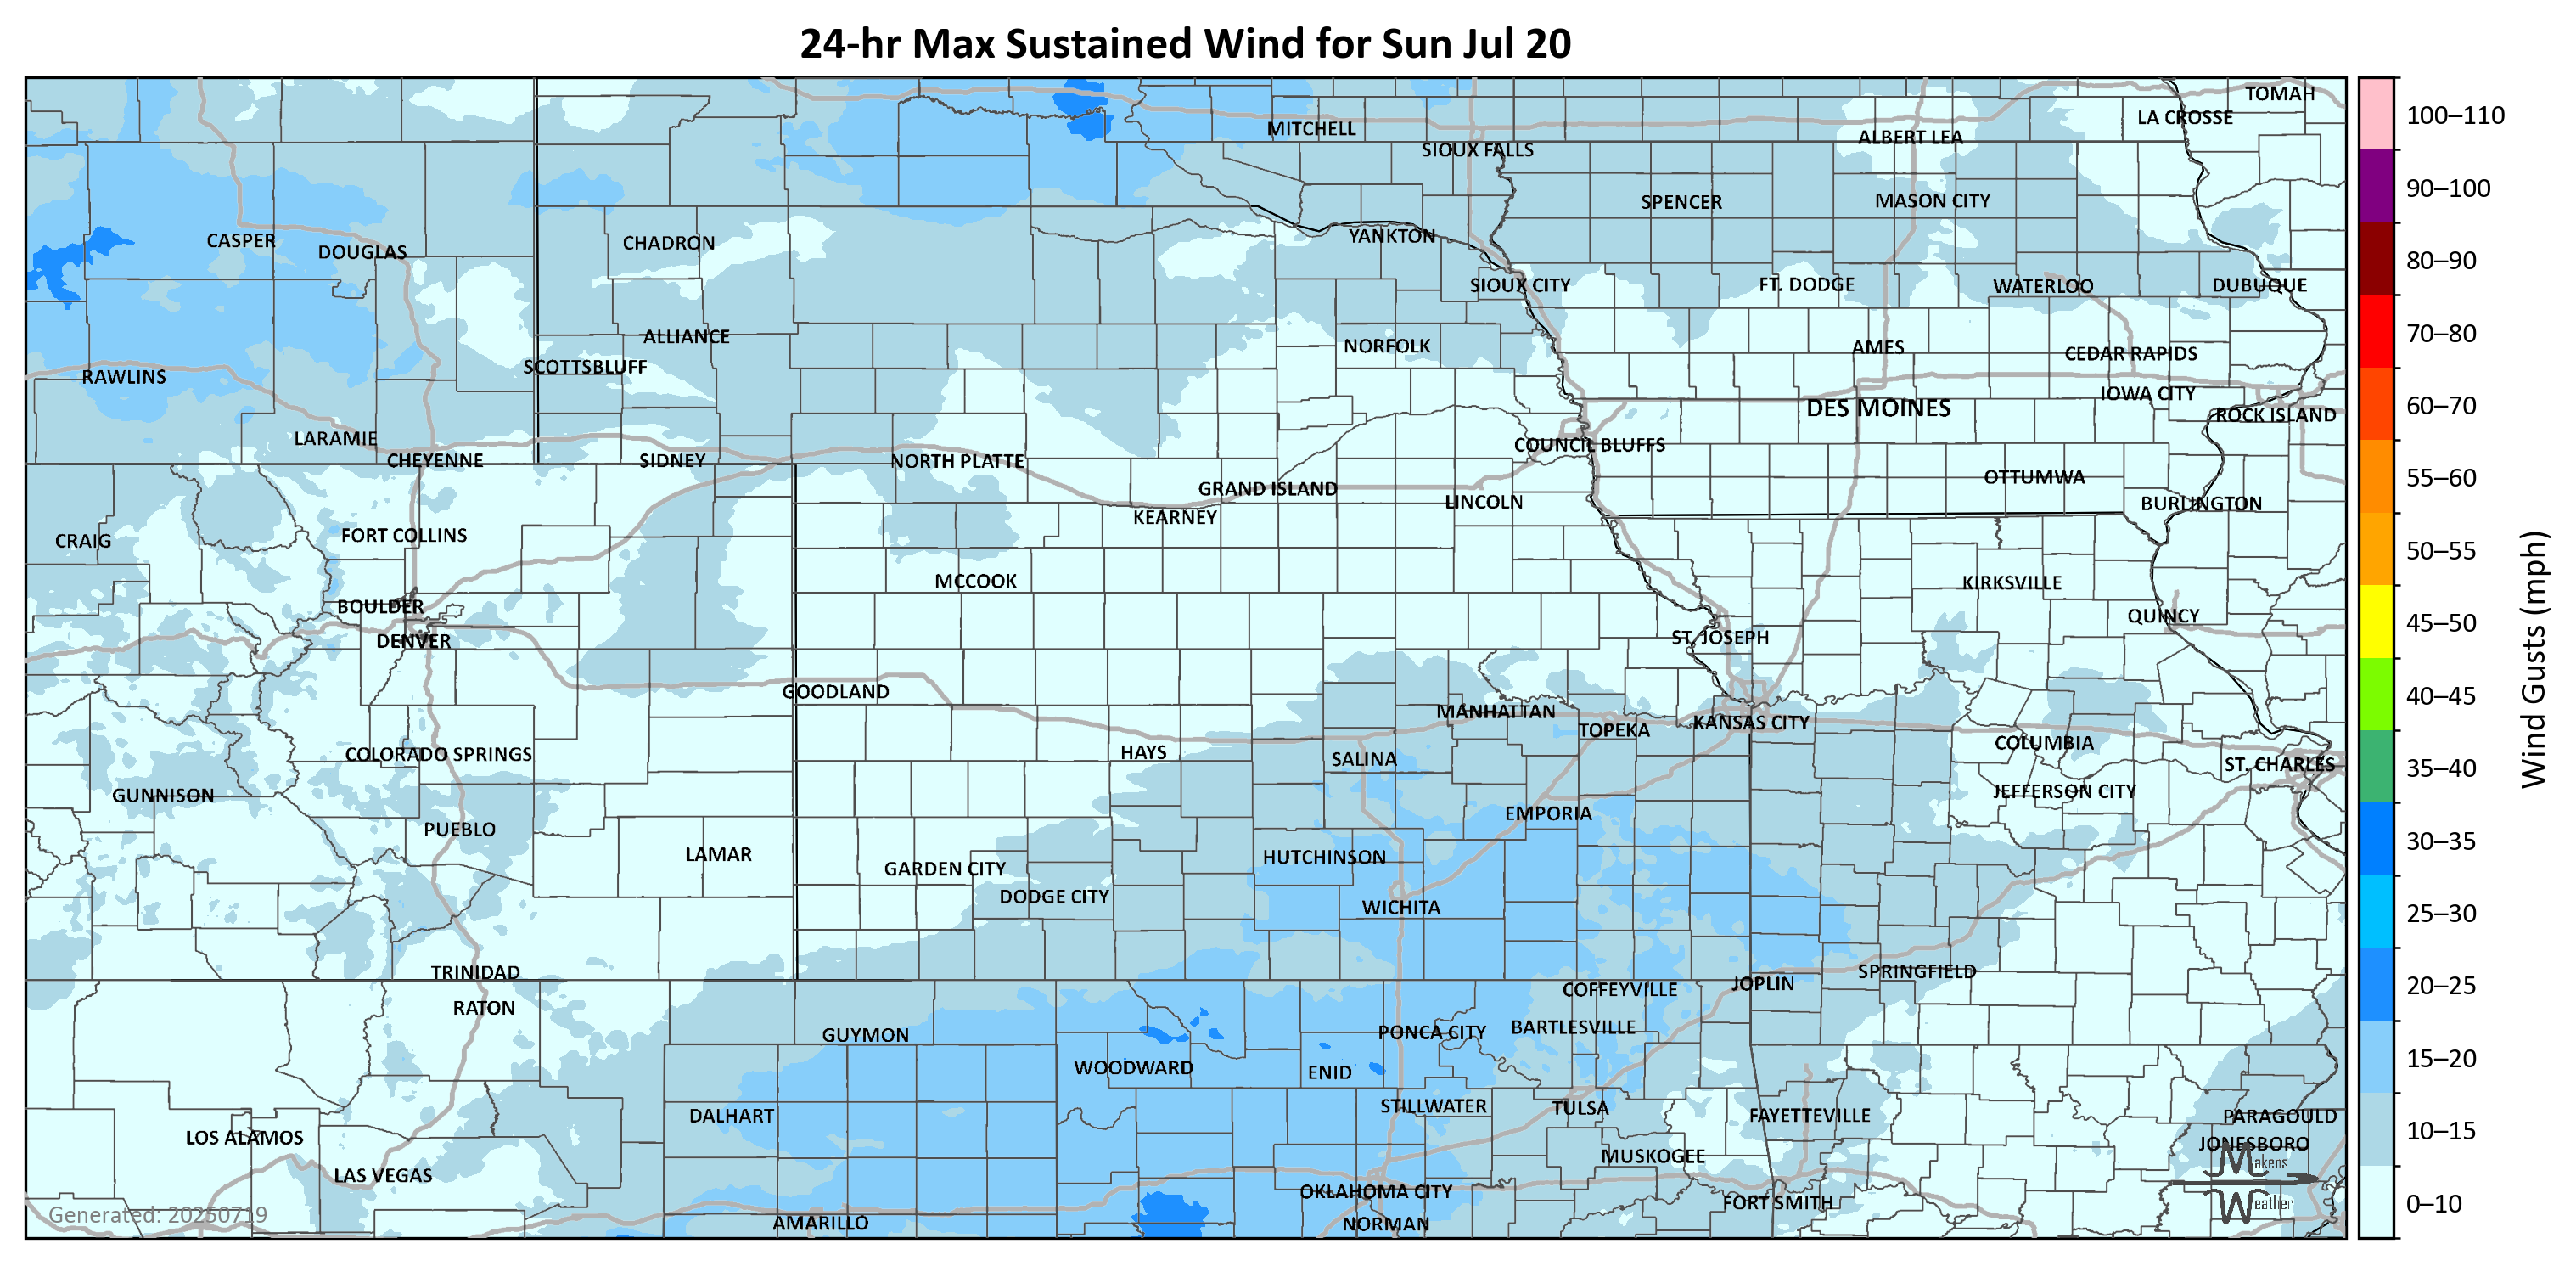 24-hr Max Sustained Wind for Sun Jul 20
TOMAH
LA CROSSE
MITCHELL
ALBERT LEA
SIOUX FALLS
SPENCER
MASON CITY
CASPER
DOUGLAS
CHADRON
YANKTON
SIOUX CITY
FT. DODGE
WATERLOO
DUBUQUE
ALLIANCE
NORFOLK
AMES
CEDAR RAPIDS
SCOTTSBLUFF
RAWLINS
IOWA CITY
DES MOINES
ROCK ISLAND
LARAMIE
COUNCIL BLUFFS
CHEYENNE
SIDNEY
NORTH PLATTE
OTTUMWA
GRAND ISLAND
LINCOLN
BURLINGTON
KEARNEY
CRAIG
FORT COLLINS
MCCOOK
KIRKSVILLE
BOULDER
QUINCY
DENVER
ST. JOSEPH
GOODLAND
MANHATTAN
TOPEKA
KANSAS CITY
COLUMBIA
COLORADO SPRINGS
HAYS
SALINA
ST. CHARLES
GUNNISON
JEFFERSON CITY
EMPORIA
PUEBLO
LAMAR
HUTCHINSON
GARDEN CITY
DODGE CITY
WICHITA
TRINIDAD
SPRINGFIELD
JOPLIN
COFFEYVILLE
RATON
GUYMON
PONCA CITY
BARTLESVILLE
WOODWARD
ENID
DALHART
STILLWATER
TULSA
FAYETTEVILLE
PARAGOULD
LOS ALAMOS
JONESBORO
MUSKOGEE
LAS VEGAS
OKLAHOMA CITY
FORT SMITH
AMARILLO
NORMAN
Makens
Weather
Generated: 20250719
100–110
90–100
80–90
70–80
60–70
55–60
50–55
45–50
40–45
35–40
30–35
25–30
20–25
15–20
10–15
0–10
Wind Gusts (mph)